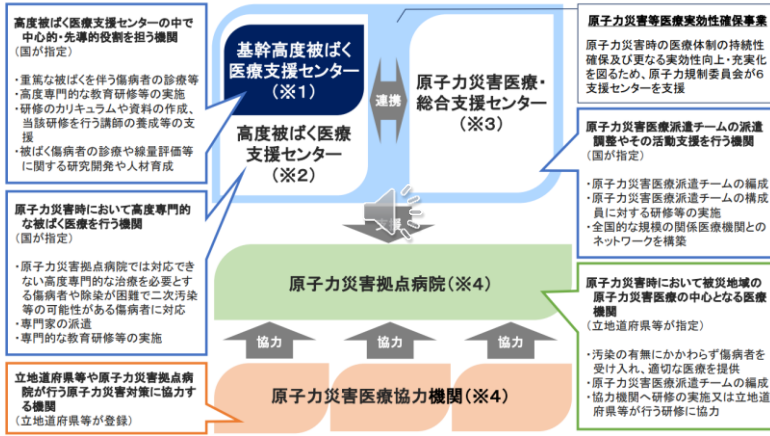 高度被ばく医療支援センターの中で
中心的・先導的役割を担う機関
(国が指定)
・重篤な被ばくを伴う傷病者の診療等
・高度専門的な教育研修等の実施
・研修のカリキュラムや資料の作成、
当該研修を行う講師の養成等の支
援
・被ばく傷病者の診療や線量評価等
に関する研究開発や人材育成
原子力災害時において高度専門的
な被ばく医療を行う機関
(国が指定)
・原子力災害拠点病院では対応でき
ない高度専門的な治療を必要とす
る傷病者や除染が困難で二次汚染
等の可能性がある傷病者に対応
・専門家の派遣
・専門的な教育研修等の実施
立地道府県等や原子力災害拠点病
院が行う原子力災害対策に協力す
る機関
(立地道府県等が登録)
基幹高度被ばく
医療支援センター
(※1)
高度被ばく医療
支援センター
(※2)
連携
原子力災害医療・
総合支援センター
(※3)
支援
原子力災害拠点病院(※4)
協力
協力
協力
原子力災害医療協力機関(※4)
原子力災害等医療実効性確保事業
原子力災害時の医療体制の持続性
確保及び更なる実効性向上・充実化
を図るため、原子力規制委員会が6
支援センターを支援
原子力災害医療派遣チームの派遣
調整やその活動支援を行う機関
(国が指定)
・原子力災害医療派遣チームの編成
・原子力災害医療派遣チームの構成
員に対する研修等の実施
・全国的な規模の関係医療機関との
ネットワークを構築
原子力災害時において被災地域の
原子力災害医療の中心となる医療
機関
(立地道府県等が指定)
・汚染の有無にかかわらず傷病者を
受け入れ、適切な医療を提供
・原子力災害医療派遣チームの編成
・協力機関へ研修の実施又は立地道
府県等が行う研修に協力